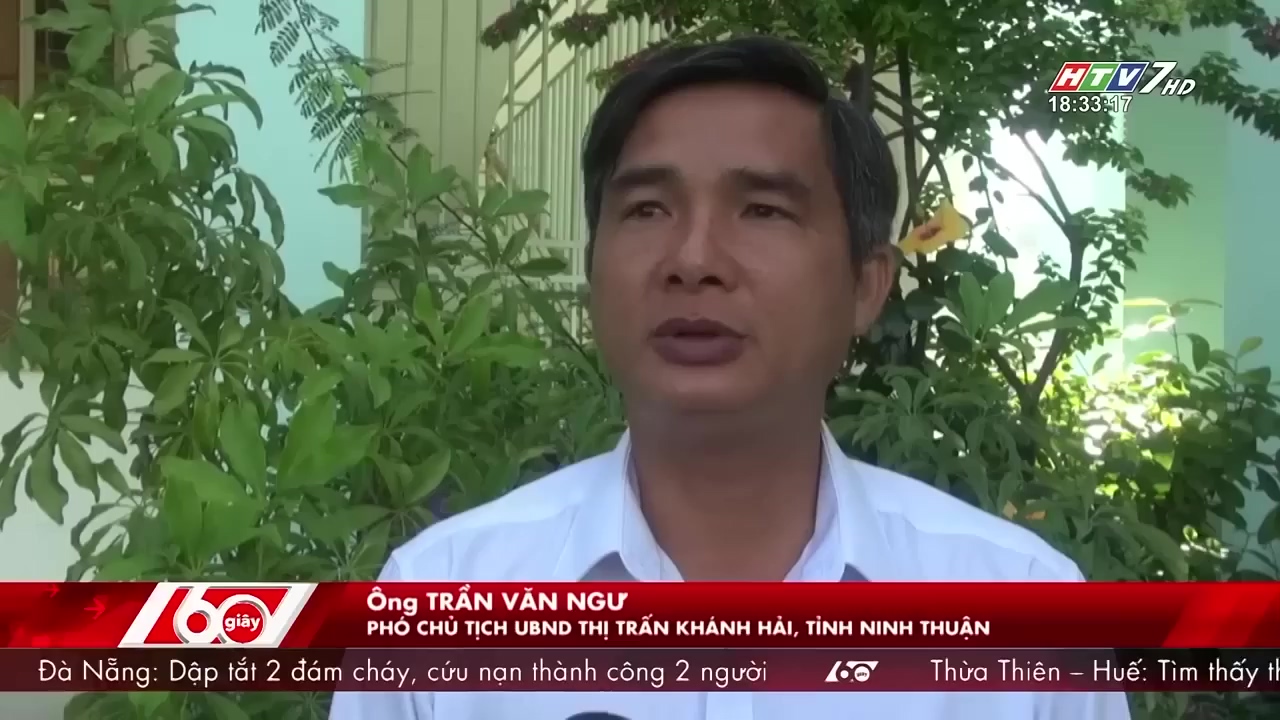 HTV7 HD
18:33:17
60 giây
Ông TRẦN VĂN NGƯ
PHÓ CHỦ TỊCH UBND THỊ TRẤN KHÁNH HẢI, TỈNH NINH THUẬN
Đà Nẵng: Dập tắt 2 đám cháy, cứu nạn thành công 2 người 60 giây Thừa Thiên – Huế: Tìm thấy